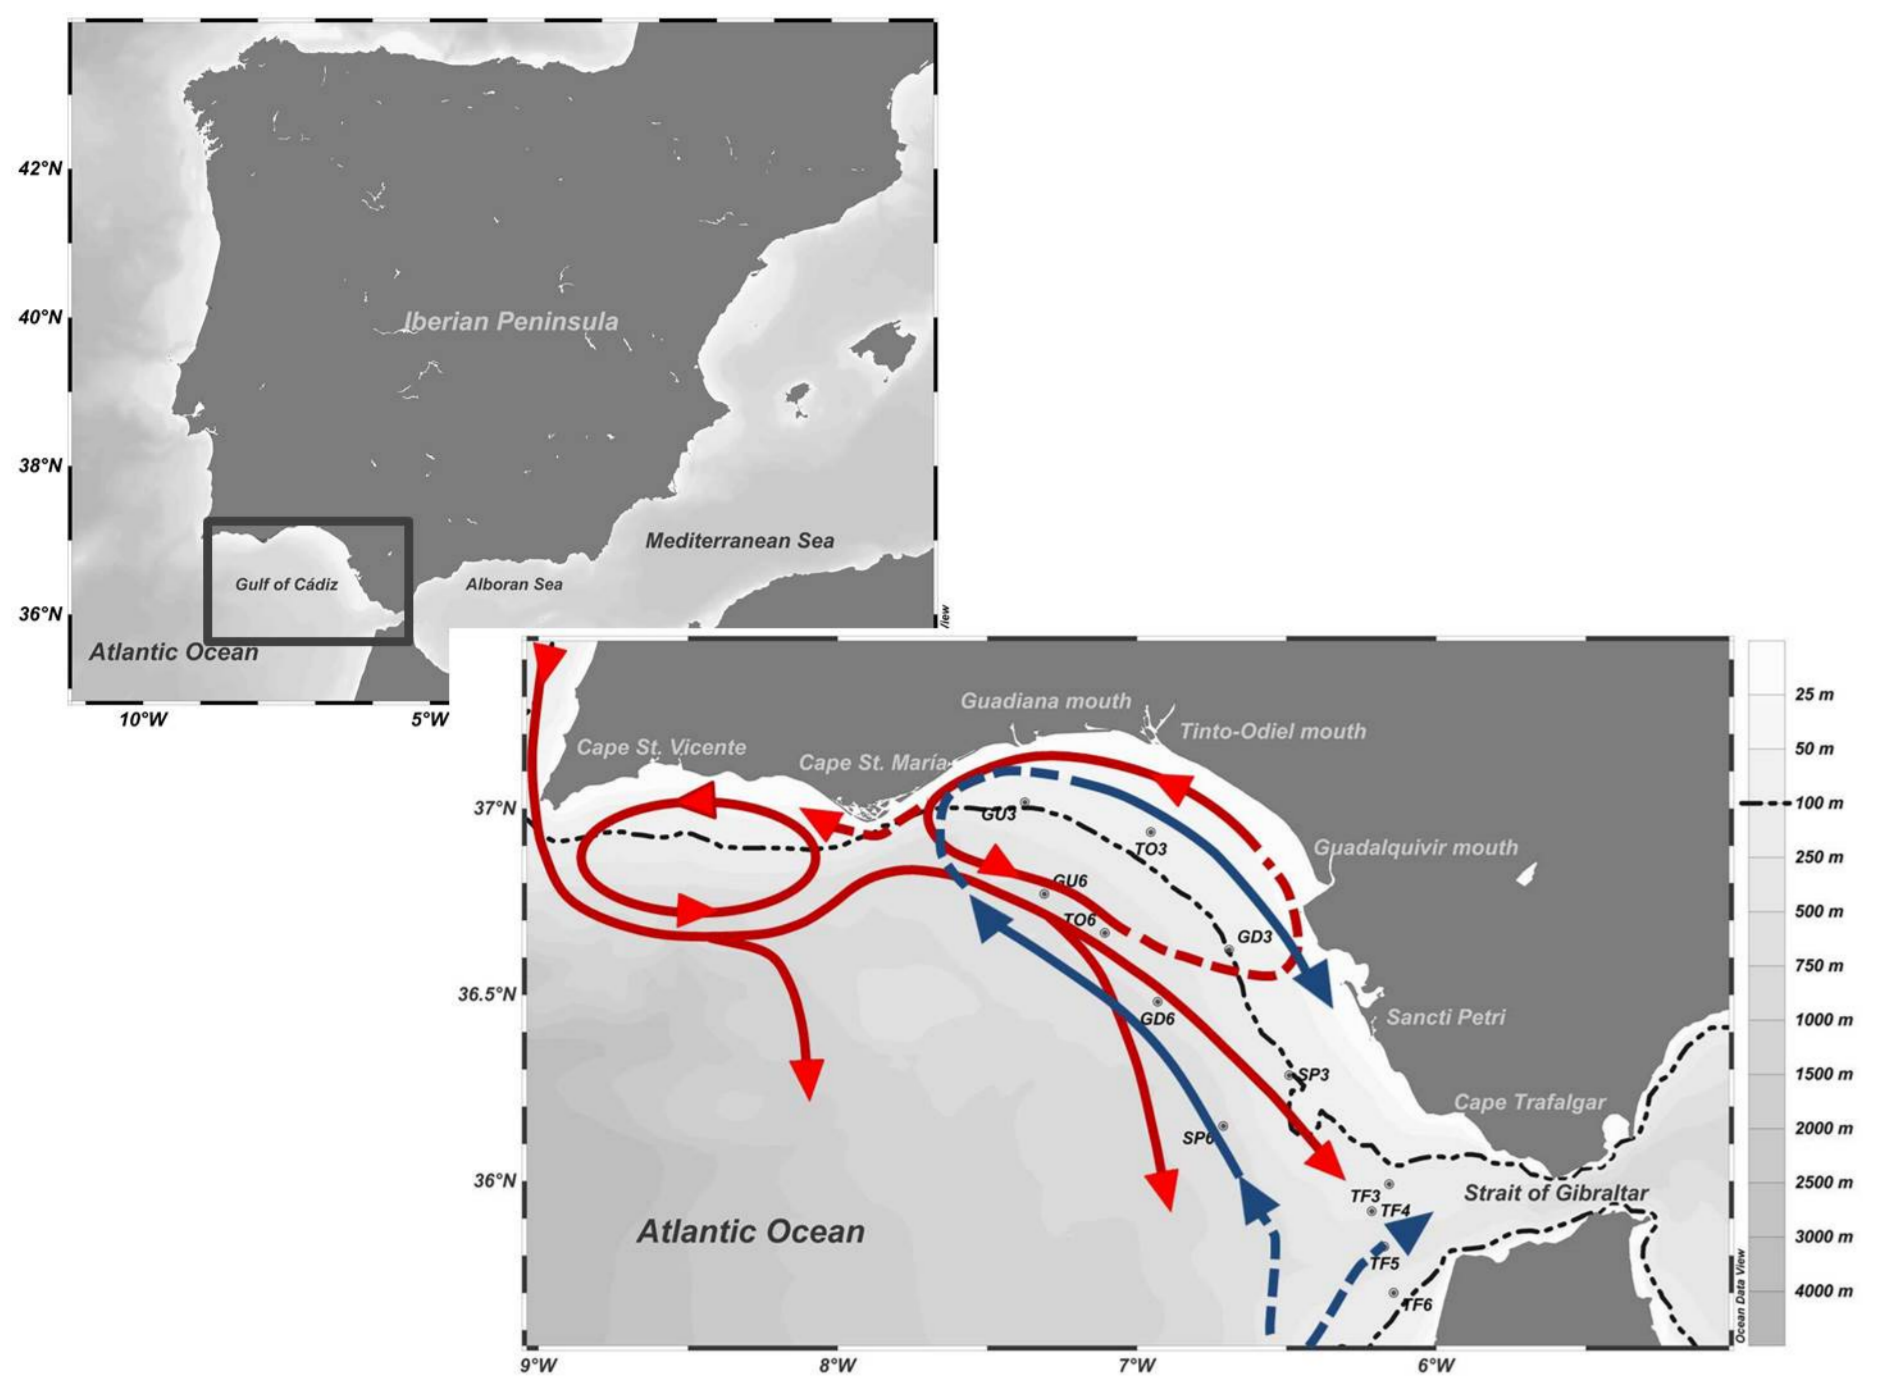 42°N
40°N
38°N
36°N
Iberian Peninsula
Mediterranean Sea
Gulf of Cádiz
Alboran Sea
Atlantic Ocean
10°W
5°W
Guadiana mouth
Tinto-Odiel mouth
Cape St. Vicente
Cape St. María
Guadalquivir mouth
Sancti Petri
Cape Trafalgar
Strait of Gibraltar
Atlantic Ocean
GU3
TO3
GU6
TO6
GD3
GD6
SP3
SP6
TF3
TF4
TF5
TF6
37°N
36.5°N
36°N
9°W
8°W
7°W
6°W
25 m
50 m
100 m
250 m
500 m
750 m
1000 m
1500 m
2000 m
2500 m
3000 m
4000 m
Ocean Data View